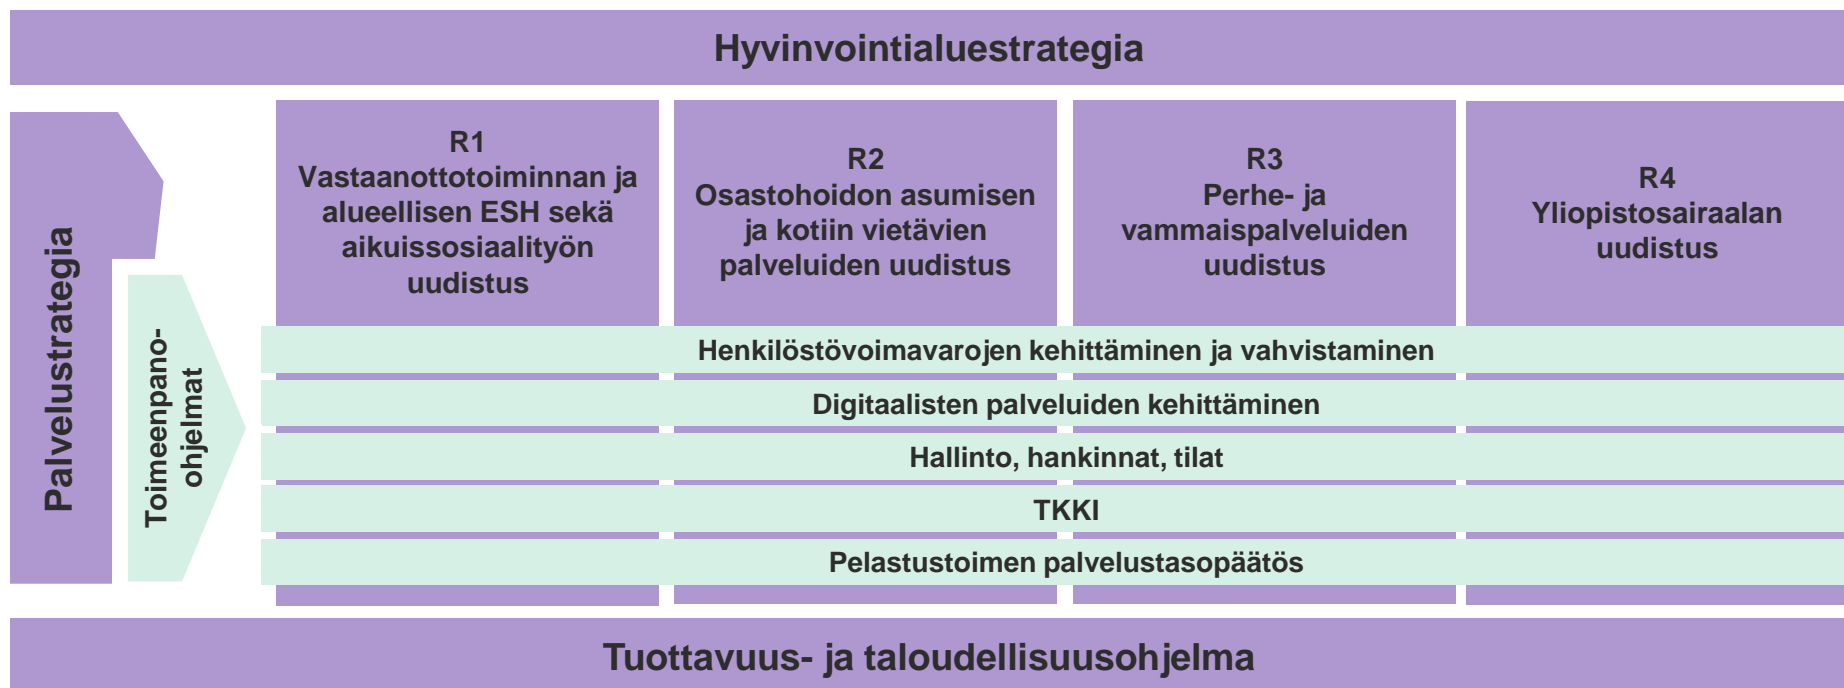 Hyvinvointialuestrategia
Palvelustrategia
Toimeenpano-
ohjelmat
R1
Vastaanottotoiminnan ja
alueellisen ESH sekä
aikuissosiaalityön
uudistus
R2
Osastohoidon asumisen
ja kotiin vietävien
palveluiden uudistus
R3
Perhe- ja
vammaispalveluiden
uudistus
R4
Yliopistosairaalan
uudistus
Henkilöstövoimavarojen kehittäminen ja vahvistaminen
Digitaalisten palveluiden kehittäminen
Hallinto, hankinnat, tilat
TKKI
Pelastustoimen palvelustasopäätös
Tuottavuus- ja taloudellisuusohjelma